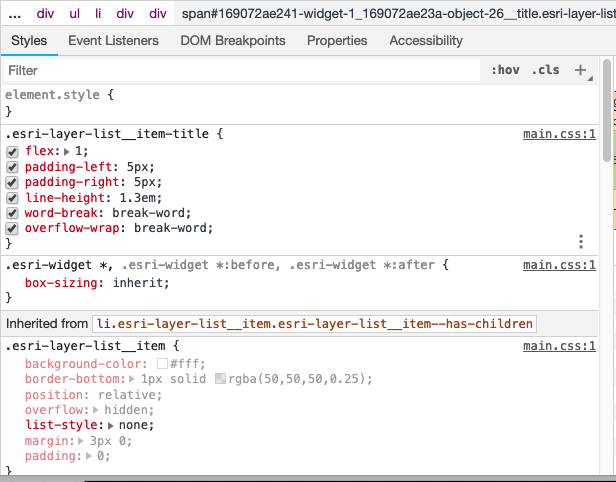 ... div ul li div div span#169072ae241-widget-1_169072ae23a-object-26__title.esri-layer-list
Styles Event Listeners DOM Breakpoints Properties Accessibility
Filter :hov .cls +
element.style {
}
.esri-layer-list__item-title { main.css:1
flex: 1;
padding-left: 5px;
padding-right: 5px;
line-height: 1.3em;
word-break: break-word;
overflow-wrap: break-word;
}
.esri-widget *, .esri-widget *:before, .esri-widget *:after { main.css:1
box-sizing: inherit;
}
Inherited from li.esri-layer-list__item.esri-layer-list__item--has-children
.esri-layer-list__item { main.css:1
background-color: #fff;
border-bottom: 1px solid rgba(50,50,50,0.25);
position: relative;
overflow: hidden;
list-style: none;
margin: 3px 0;
padding: 0;
}